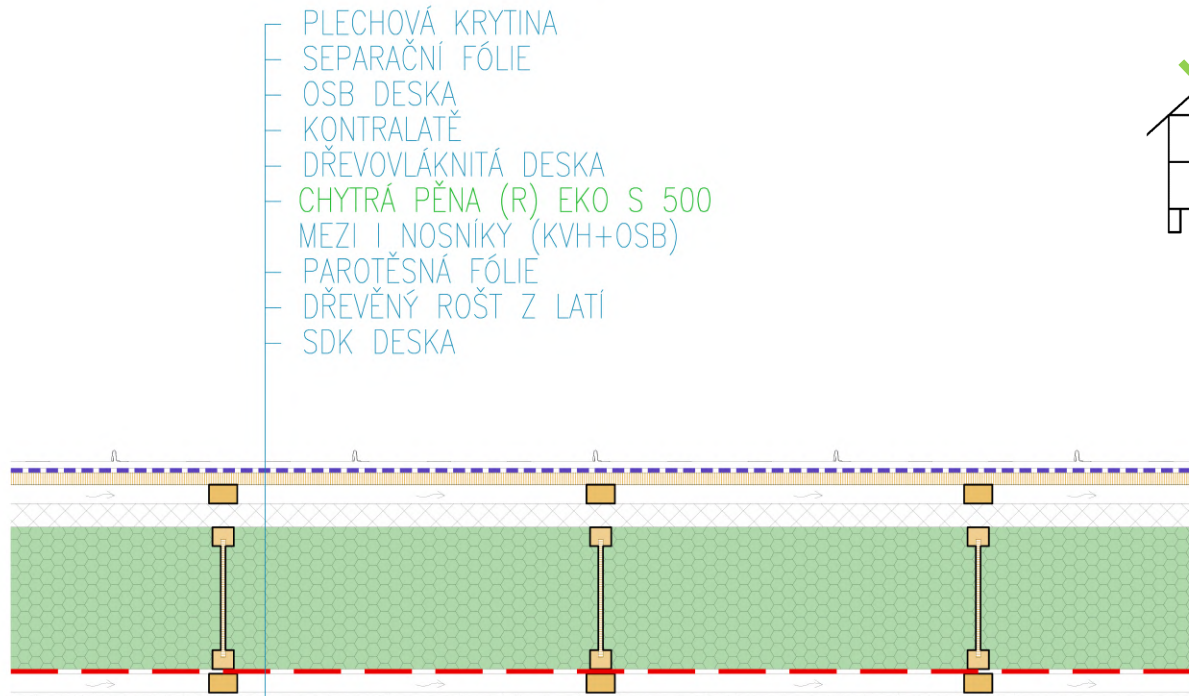 PLECHOVÁ KRYTINA
SEPARAČNÍ FÓLIE
OSB DESKA
KONTRALATĚ
DŘEVOVLÁKNITÁ DESKA
CHYTRÁ PĚNA (R) EKO S 500
MEZI I NOSNÍKY (KVH+OSB)
PAROTĚSNÁ FÓLIE
DŘEVĚNÝ ROŠT Z LATÍ
SDK DESKA